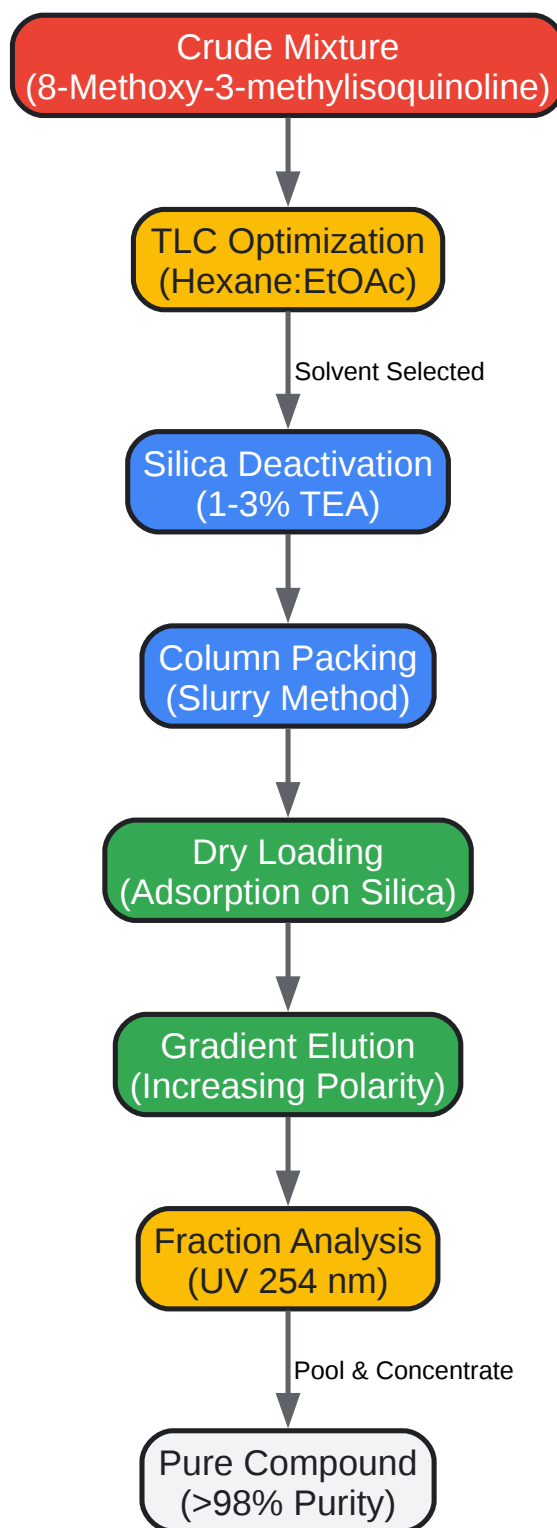 Crude Mixture
(8-Methoxy-3-methylisoquinoline)
TLC Optimization
(Hexane:EtOAc)
Solvent Selected
Silica Deactivation
(1-3% TEA)
Column Packing
(Slurry Method)
Dry Loading
(Adsorption on Silica)
Gradient Elution
(Increasing Polarity)
Fraction Analysis
(UV 254 nm)
Pool & Concentrate
Pure Compound
(>98% Purity)